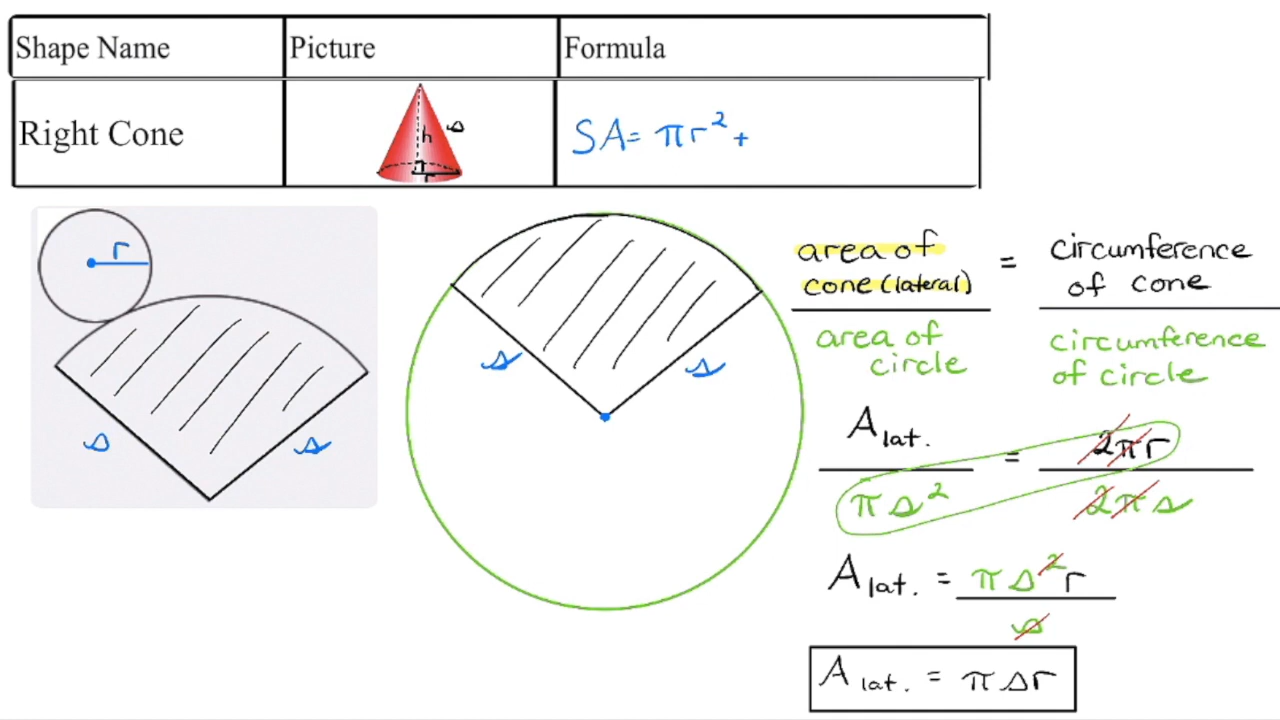 Shape Name Picture Formula
Right Cone h s r SA = πr² +
r
s s
s s
area of cone (lateral) = circumference of cone
area of circle circumference of circle
A lat. = 2πr
πs² 2πs
A lat. = πs²r
s
A lat. = πsr